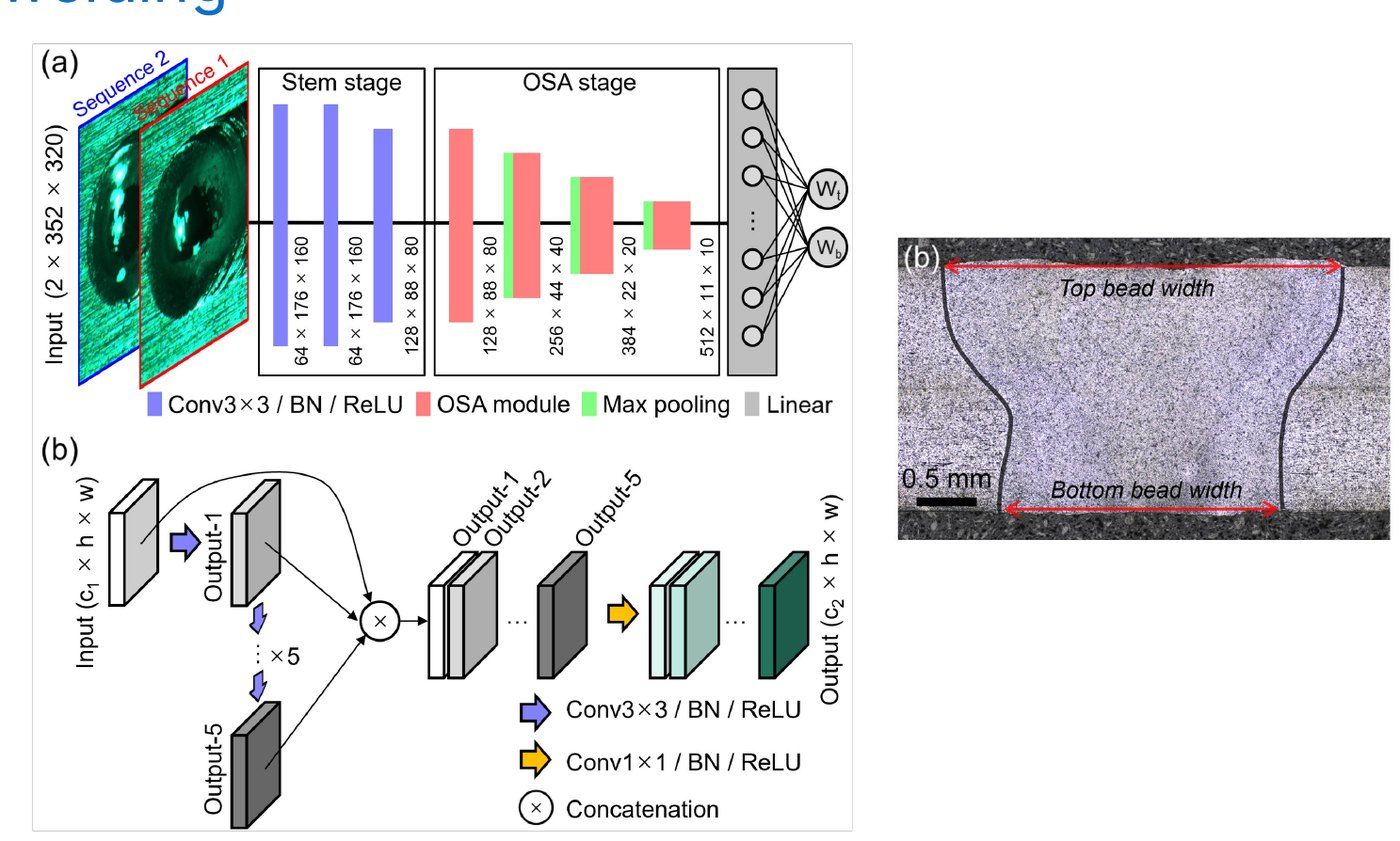 welding
(a)
Sequence 2
Sequence 1
Input (2 × 352 × 320)
Stem stage
64 × 176 × 160
64 × 176 × 160
128 × 88 × 80
OSA stage
128 × 88 × 80
256 × 44 × 40
384 × 22 × 20
512 × 11 × 10
...
Wt
Wb
Conv3×3 / BN / ReLU
OSA module
Max pooling
Linear
(b)
Input (c1 × h × w)
Output-1
... ×5
Output-5
×
Output-1
Output-2
...
Output-5
...
Output (c2 × h × w)
Conv3×3 / BN / ReLU
Conv1×1 / BN / ReLU
× Concatenation
(b)
Top bead width
0.5 mm
Bottom bead width